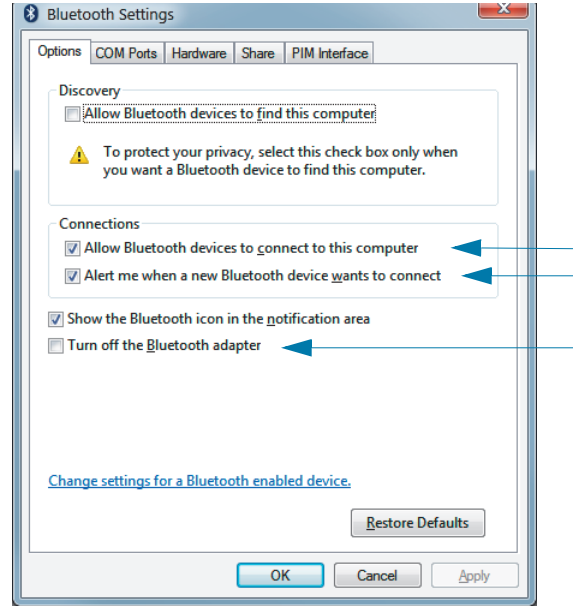 Bluetooth Settings
Options COM Ports Hardware Share PIM Interface
Discovery
Allow Bluetooth devices to find this computer
To protect your privacy, select this check box only when
you want a Bluetooth device to find this computer.
Connections
Allow Bluetooth devices to connect to this computer
Alert me when a new Bluetooth device wants to connect
Show the Bluetooth icon in the notification area
Turn off the Bluetooth adapter
Change settings for a Bluetooth enabled device.
Restore Defaults
OK Cancel Apply